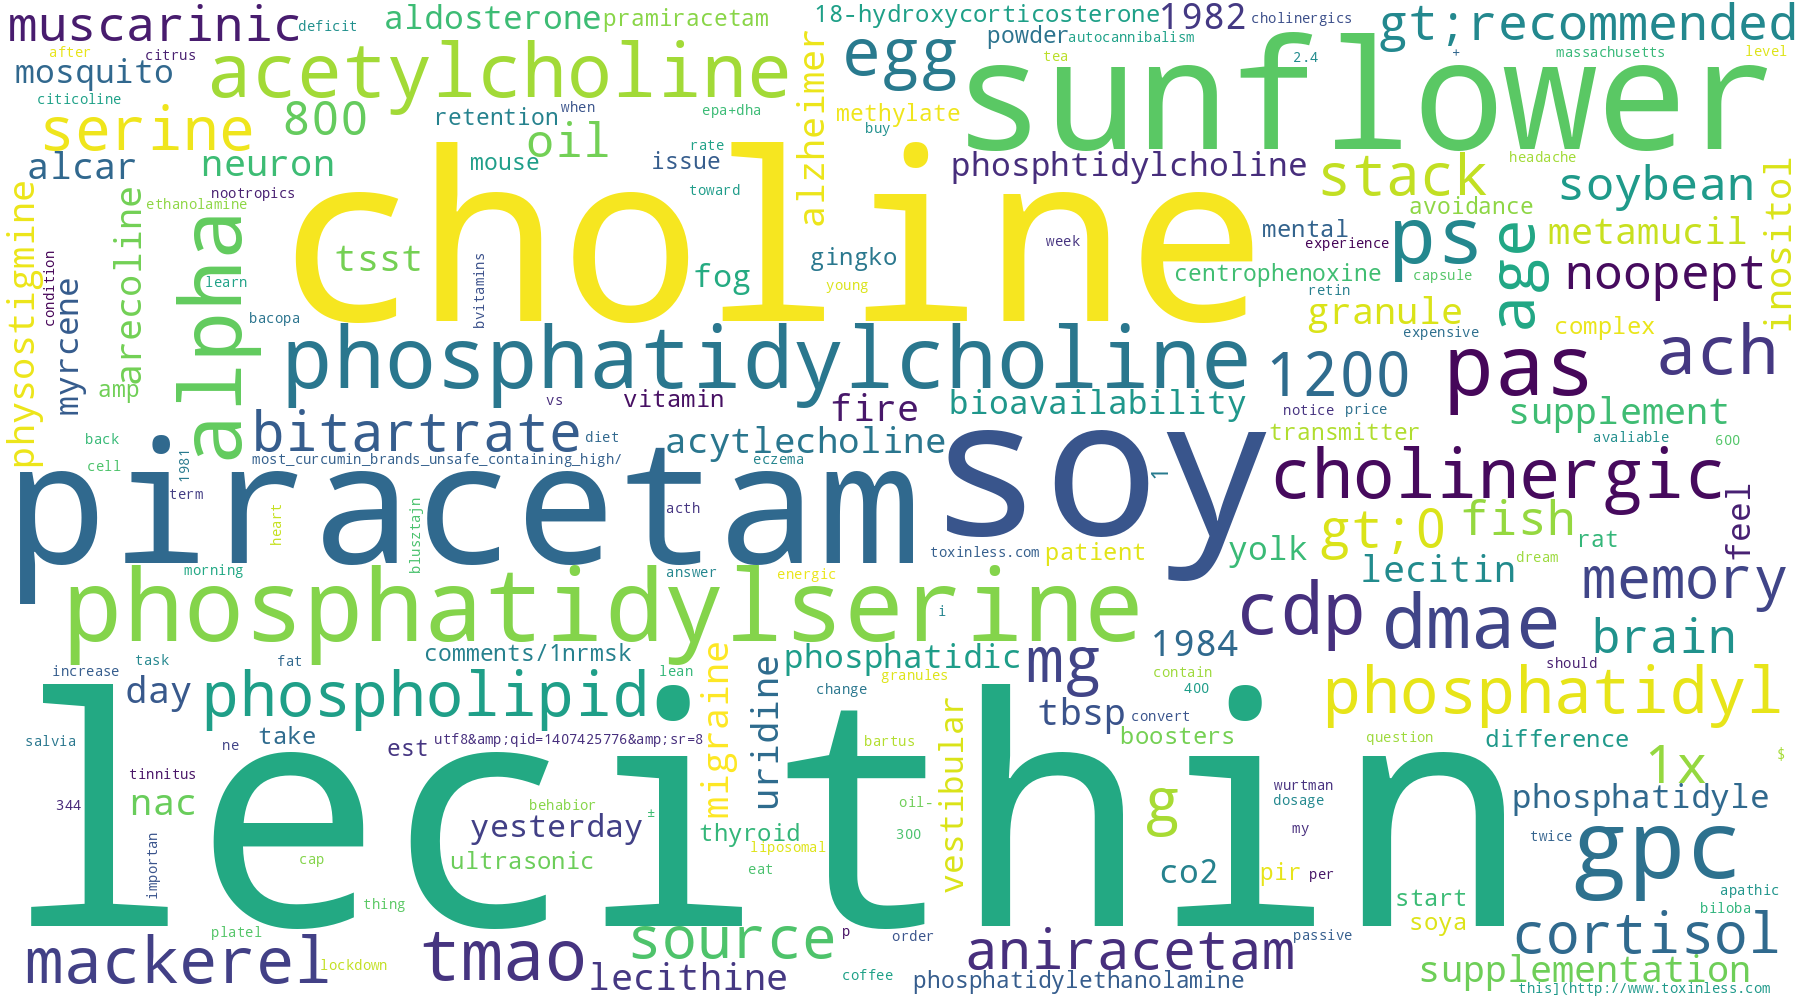 muscarinic
deficit
aldosterone
pramiracetam
18-hydroxycorticosterone
1982
cholinergics
gt;recommended
after
citrus
mosquito
acetylcholine
egg
powder
autocannibalism
tea
2.4
sunflower
+
massachusetts
level
citicoline
serine
800
retention
when
oil
epa+dha
alzheimer
methylate
buy
alcar
neuron
mouse
issue
rate
phosphtidylcholine
stack
headache
soybean
inositol
physostigmine
ethanolamine
nootropics
choline
toward
avoidance
arecoline
alpha
tsst
bvitamins
fog
gingko
young
week
mental
experience
ps
age
metamucil
condition
learn
centrophenoxine
capsule
noopept
myrcene
bacopa
retin
granule
expensive
complex
phosphatidylcholine
1200
pas
ach
amp
vs
vitamin
fire
bioavailability
notice
price
supplement
back
bitartrate
diet
acytlecholine
soy
transmitter
avaliable
600
cell
1981
most_curcumin_brands_unsafe_containing_high/
eczema
1
cholinergic
piracetam
term
heart
blusztajn
acth
toxinless.com
patient
yolk
gt;0
fish
rat
feel
morning
answer
energic
lecitin
dream
memory
phosphatidylserine
i
cdp
dmae
brain
increase
task
fat
comments/1nrmsk
lean
migraine
uridine
phosphatidic
granules
mg
1984
contain
should
day
phospholipid
change
400
phosphatidyl
salvia
ne
take
est
utf8&amp;qid=1407425776&amp;sr=8
bartus
vestibular
tbsp
convert
boosters
question
difference
$
tinnitus
lecithin
1x
344
nac
behabior
±
oil-
g
wurtman
dosage
phosphatidyle
yesterday
thyroid
300
my
twice
gpc
importan
cap
ultrasonic
liposomal
eat
co2
pir
per
start
apathic
thing
soya
biloba
platel
source
p
order
passive
cortisol
mackerel
lockdown
tmao
lecithine
coffee
aniracetam
phosphatidylethanolamine
supplementation
this](http://www.toxinless.com